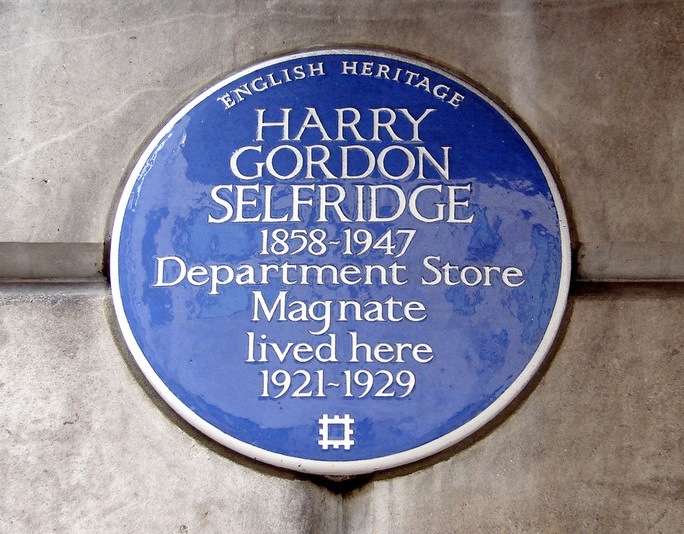 ENGLISH HERITAGE
HARRY
GORDON
SELFRIDGE
1858-1947
Department Store
Magnate
lived here
1921-1929